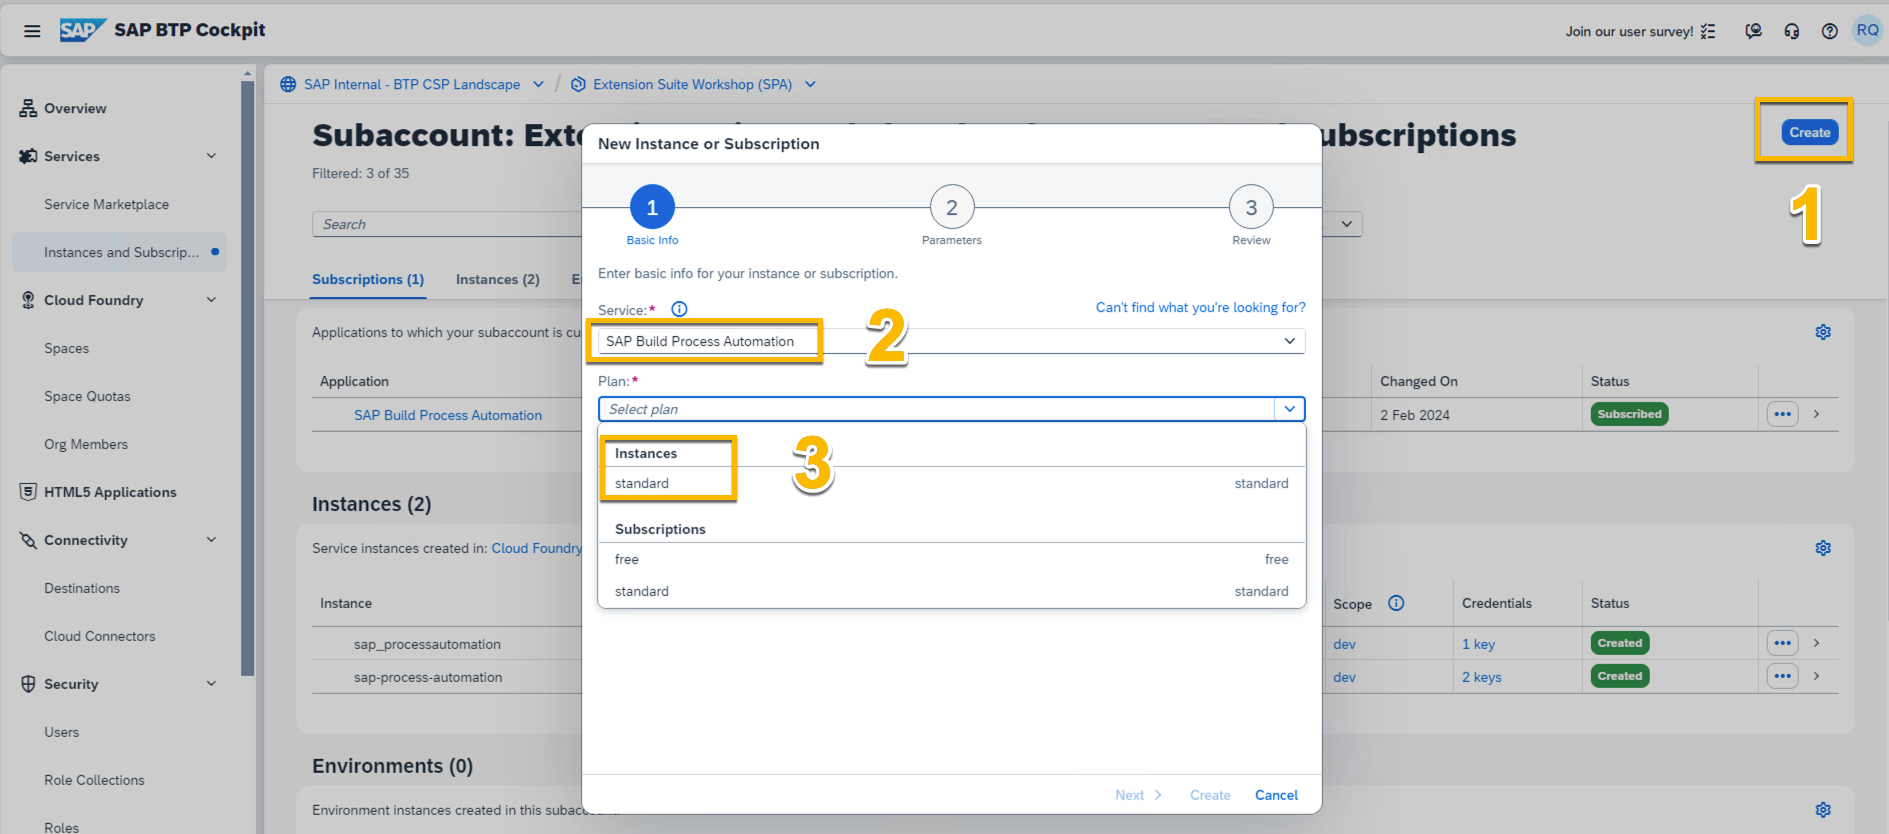 SAP SAP BTP Cockpit
Join our user survey!
RQ
Overview
Services
Service Marketplace
Instances and Subscrip...
Cloud Foundry
Spaces
Space Quotas
Org Members
HTML5 Applications
Connectivity
Destinations
Cloud Connectors
Security
Users
Role Collections
Roles
SAP Internal - BTP CSP Landscape / Extension Suite Workshop (SPA)
Subaccount:
Create
1
Filtered: 3 of 35
Search
Subscriptions (1) Instances (2)
Applications to which your subaccount is
Application Changed On Status
SAP Build Process Automation 2 Feb 2024 Subscribed
Instances (2)
Service instances created in: Cloud Foundry
Instance Scope Credentials Status
sap_processautomation dev 1 key Created
sap-process-automation dev 2 keys Created
Environments (0)
Environment instances created in this
New Instance or Subscription
1 2 3
Basic Info Parameters Review
Enter basic info for your instance or subscription.
Service:* Can't find what you're looking for?
SAP Build Process Automation
2
Plan:*
Select plan
Instances
3
standard standard
Subscriptions
free free
standard standard
Next Create Cancel